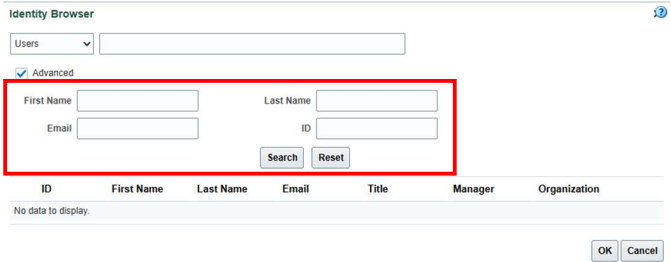 Identity Browser
?
Users
Advanced
First Name Last Name
Email ID
Search Reset
ID First Name Last Name Email Title Manager Organization
No data to display.
OK Cancel